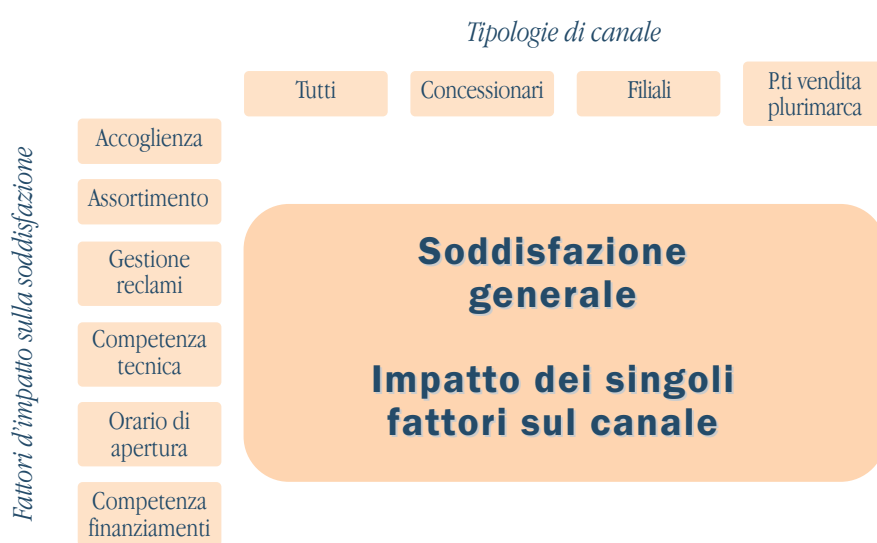 Tipologie di canale
Tutti
Concessionari
Filiali
P.ti vendita
plurimarca
Fattori d'impatto sulla soddisfazione
Accoglienza
Assortimento
Gestione
reclami
Competenza
tecnica
Orario di
apertura
Competenza
finanziamenti
Soddisfazione
generale
Impatto dei singoli
fattori sul canale